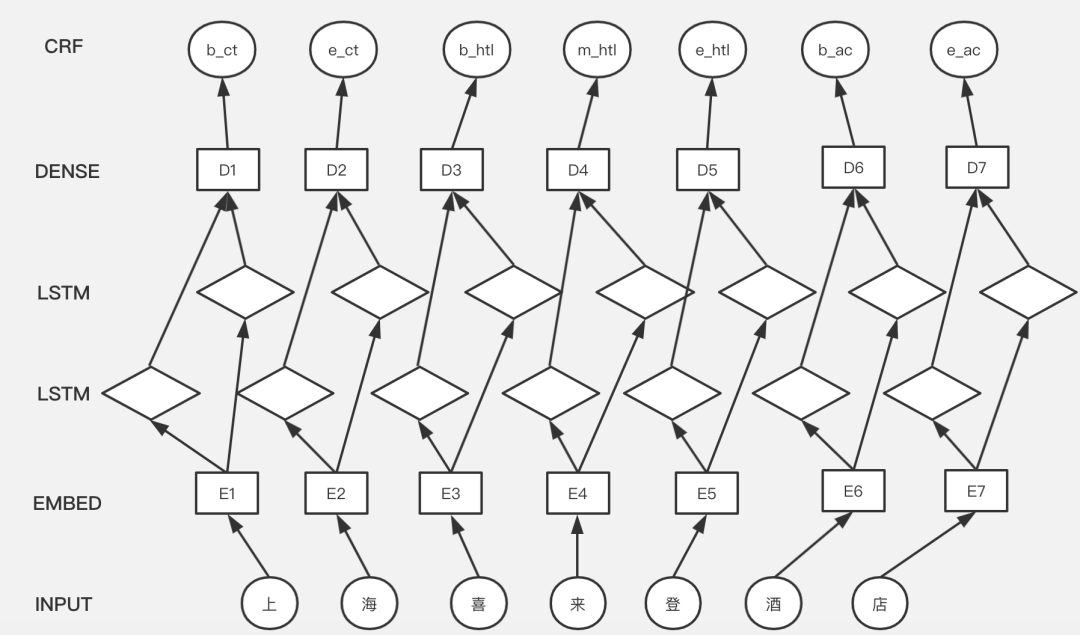 CRF b_ct e_ct b_htl m_htl e_htl b_ac e_ac
DENSE D1 D2 D3 D4 D5 D6 D7
LSTM
LSTM
EMBED E1 E2 E3 E4 E5 E6 E7
INPUT 上 海 喜 来 登 酒 店